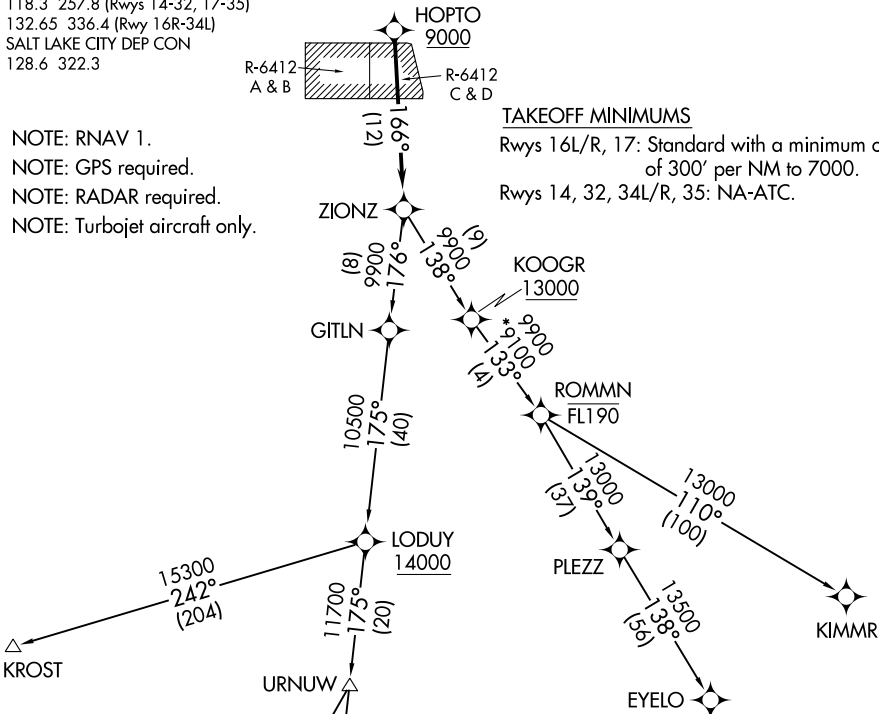 118.3 257.8 (Rwys 14-32, 17-35)
132.65 336.4 (Rwy 16R-34L)
SALT LAKE CITY DEP CON
128.6 322.3
HOPTO
9000
R-6412
A & B
R-6412
C & D
166°
(12)
NOTE: RNAV 1.
NOTE: GPS required.
NOTE: RADAR required.
NOTE: Turbojet aircraft only.
TAKEOFF MINIMUMS
Rwys 16L/R, 17: Standard with a minimum
of 300' per NM to 7000.
Rwys 14, 32, 34L/R, 35: NA-ATC.
ZIONZ
(8)
9900
176°
(9)
9900
138°
KOOGR
13000
GITLN
9900
*9100
133°
(4)
ROMMN
FL190
10500
175°
(40)
13000
139°
(37)
13000
110°
(100)
LODUY
14000
PLEZZ
15300
242°
(204)
11700
175°
(20)
13500
138°
(56)
KIMMR
KROST
URNUW
EYELO